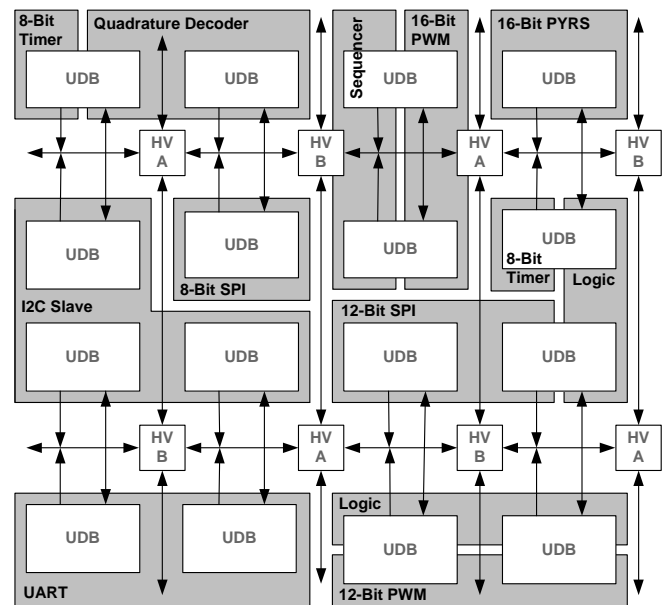 8-Bit
Timer
Quadrature Decoder
Sequencer
16-Bit
PWM
16-Bit PYRS
UDB
UDB
UDB
UDB
HV
A
HV
B
HV
A
HV
B
UDB
UDB
UDB
UDB
8-Bit
Timer
8-Bit SPI
Logic
I2C Slave
12-Bit SPI
UDB
UDB
UDB
UDB
HV
B
HV
A
HV
B
HV
A
Logic
UDB
UDB
UDB
UDB
UART
12-Bit PWM